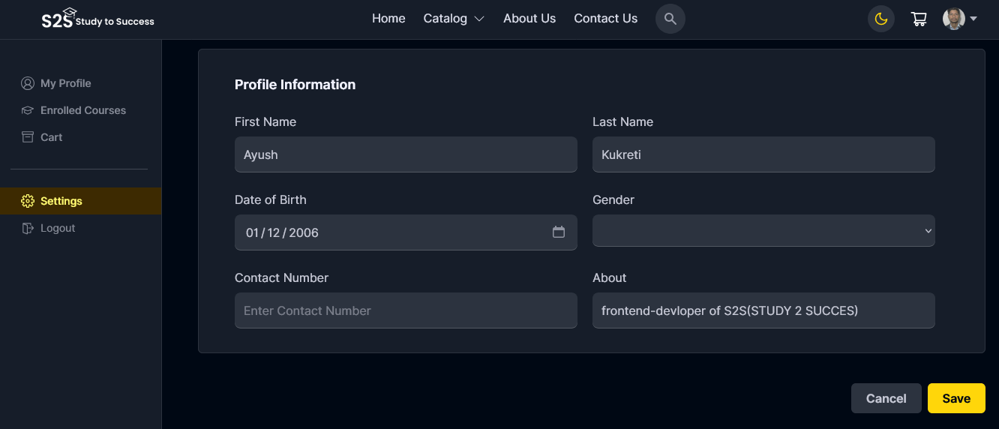 S2S Study to Success
Home Catalog About Us Contact Us
My Profile
Enrolled Courses
Cart
Settings
Logout
Profile Information
First Name Last Name
Ayush Kukreti
Date of Birth Gender
01/12/2006
Contact Number About
Enter Contact Number frontend-devloper of S2S(STUDY 2 SUCCES)
Cancel Save